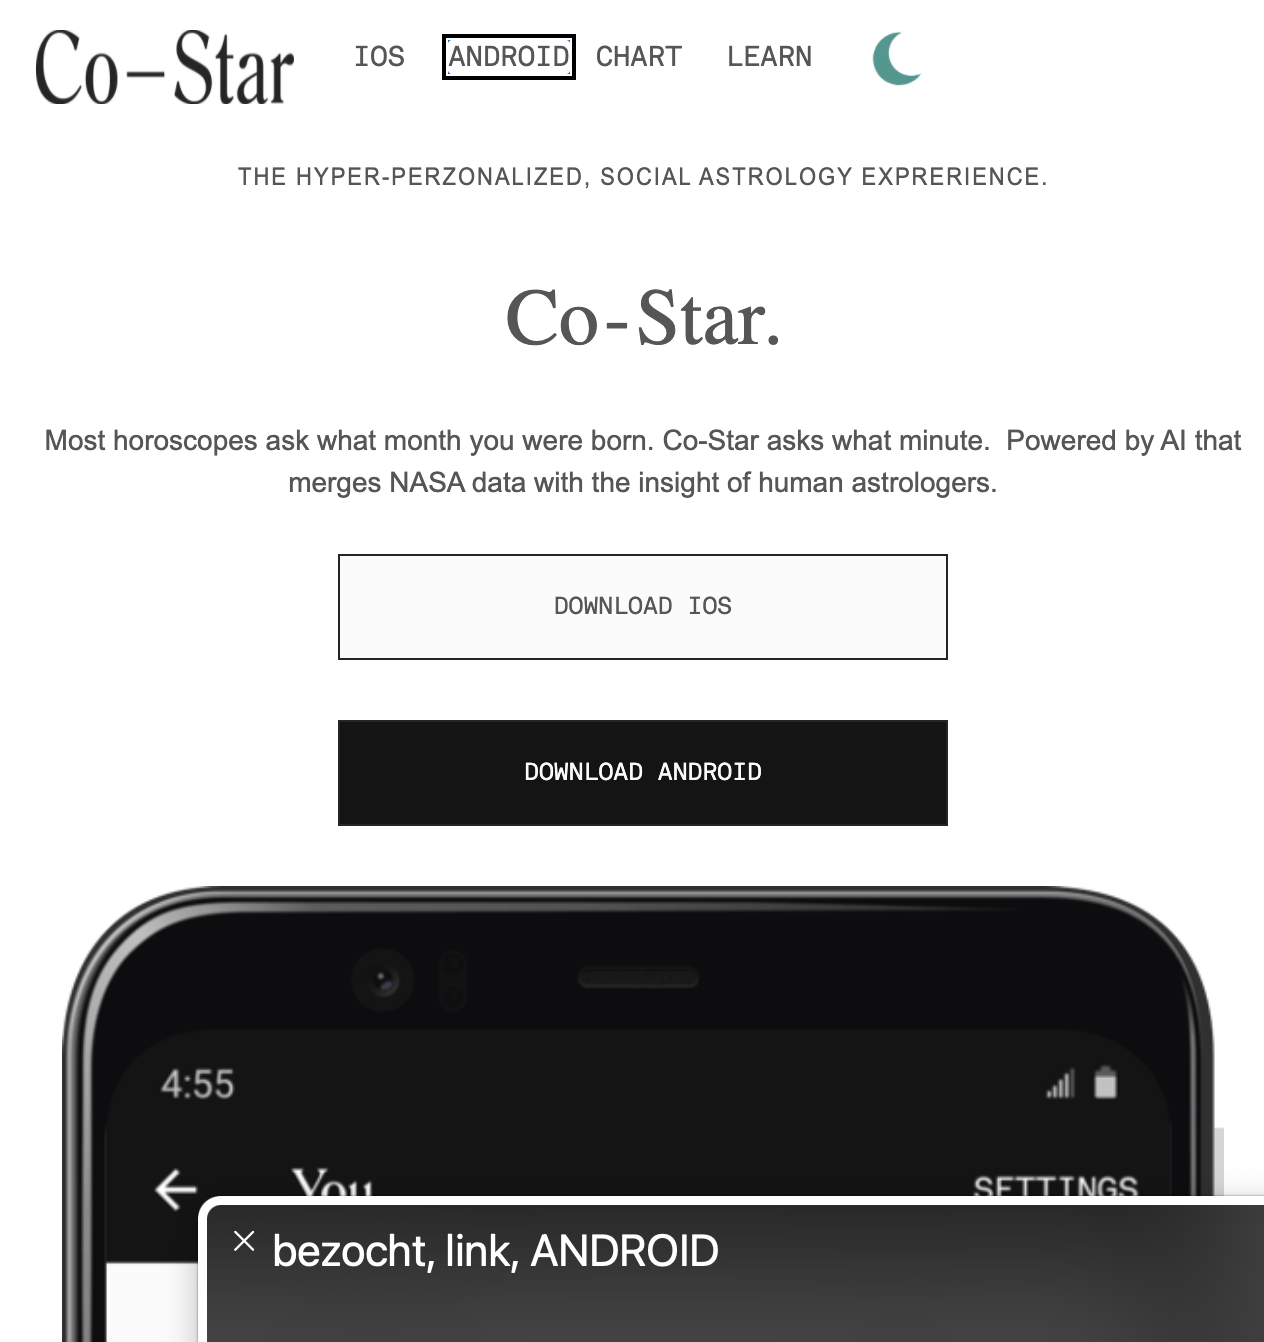 Co–Star
IOS ANDROID CHART LEARN
THE HYPER-PERZONALIZED, SOCIAL ASTROLOGY EXPRERIENCE.
Co-Star.
Most horoscopes ask what month you were born. Co-Star asks what minute.  Powered by AI that
merges NASA data with the insight of human astrologers.
DOWNLOAD IOS
DOWNLOAD ANDROID
4:55
You SETTINGS
bezocht, link, ANDROID